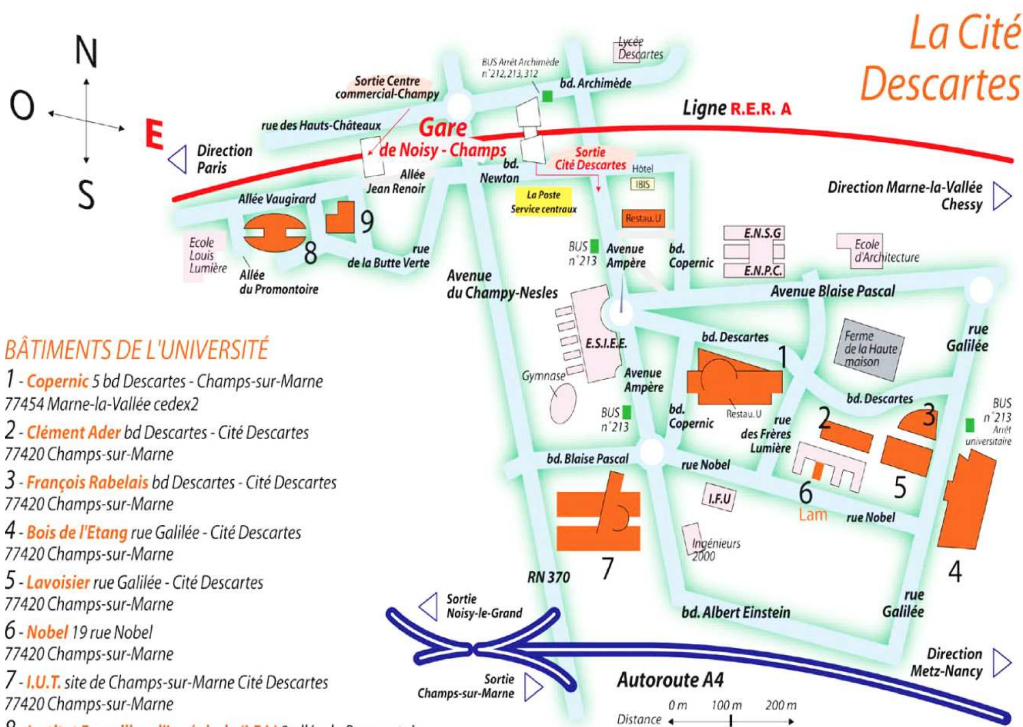 La Cité
Descartes
N
O
E
S
Lycée
Descartes
BUS Arrêt Archimède
n°212, 213, 312
bd. Archimède
Sortie Centre
commercial-Champy
rue des Hauts-Châteaux
Gare
de Noisy - Champs
Ligne R.E.R. A
Direction
Paris
Allée
Jean Renoir
bd.
Newton
Sortie
Cité Descartes
Hôtel
IBIS
La Poste
Service centraux
Restau. U
Direction Marne-la-Vallée
Chessy
Allée Vaugirard
9
8
Ecole
Louis
Lumière
Allée
du Promontoire
rue
de la Butte Verte
Avenue
du Champy-Nesles
BUS
n°213
Avenue
Ampère
bd.
Copernic
E.N.S.G
E.N.P.C.
Ecole
d'Architecture
Avenue Blaise Pascal
rue
Galilée
bd. Descartes
1
Ferme
de la Haute
maison
E.S.I.E.E.
Gymnase
Avenue
Ampère
BUS
n°213
bd.
Copernic
Restau. U
rue
des Frères
Lumière
bd. Descartes
2
3
BUS
n°213
Arrêt
universitaire
bd. Blaise Pascal
rue Nobel
6
Lam
5
I.F.U
rue Nobel
Ingénieurs
2000
7
4
RN 370
rue
Galilée
bd. Albert Einstein
Sortie
Noisy-le-Grand
Sortie
Champs-sur-Marne
Autoroute A4
Direction
Metz-Nancy
Distance
0 m 100 m 200 m
BÂTIMENTS DE L'UNIVERSITÉ
1 - Copernic 5 bd Descartes - Champs-sur-Marne
77454 Marne-la-Vallée cedex2
2 - Clément Ader bd Descartes - Cité Descartes
77420 Champs-sur-Marne
3 - François Rabelais bd Descartes - Cité Descartes
77420 Champs-sur-Marne
4 - Bois de l'Etang rue Galilée - Cité Descartes
77420 Champs-sur-Marne
5 - Lavoisier rue Galilée - Cité Descartes
77420 Champs-sur-Marne
6 - Nobel 19 rue Nobel
77420 Champs-sur-Marne
7 - I.U.T. site de Champs-sur-Marne Cité Descartes
77420 Champs-sur-Marne